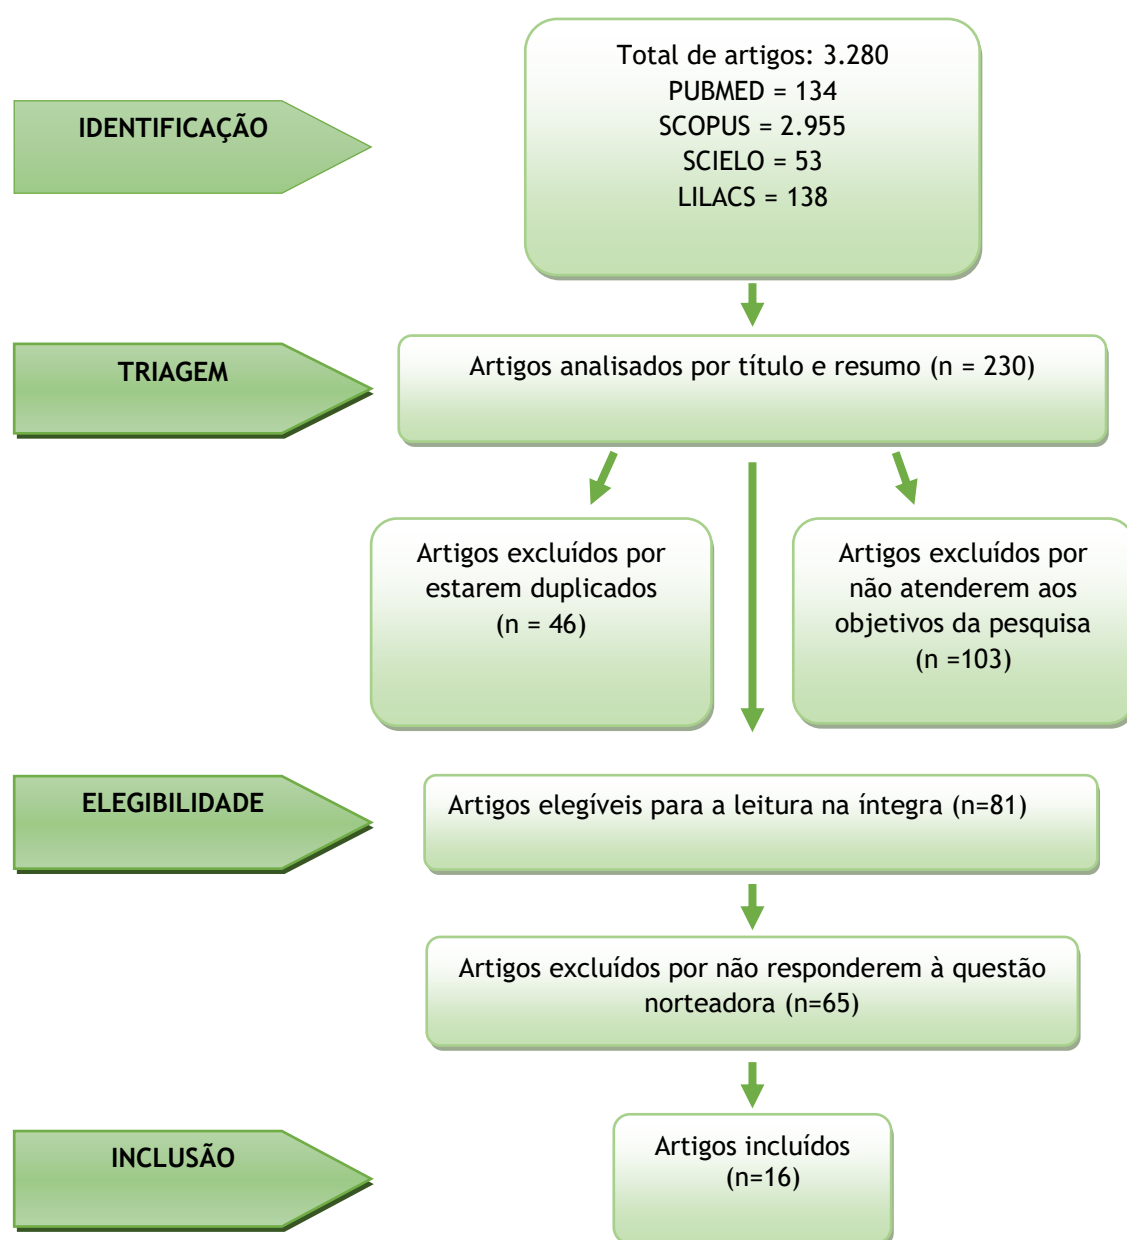 IDENTIFICAÇÃO
Total de artigos: 3.280
PUBMED = 134
SCOPUS = 2.955
SCIELO = 53
LILACS = 138
TRIAGEM
Artigos analisados por título e resumo (n = 230)
Artigos excluídos por
estarem duplicados
(n = 46)
Artigos excluídos por
não atenderem aos
objetivos da pesquisa
(n =103)
ELEGIBILIDADE
Artigos elegíveis para a leitura na íntegra (n=81)
Artigos excluídos por não responderem à questão
norteadora (n=65)
INCLUSÃO
Artigos incluídos
(n=16)